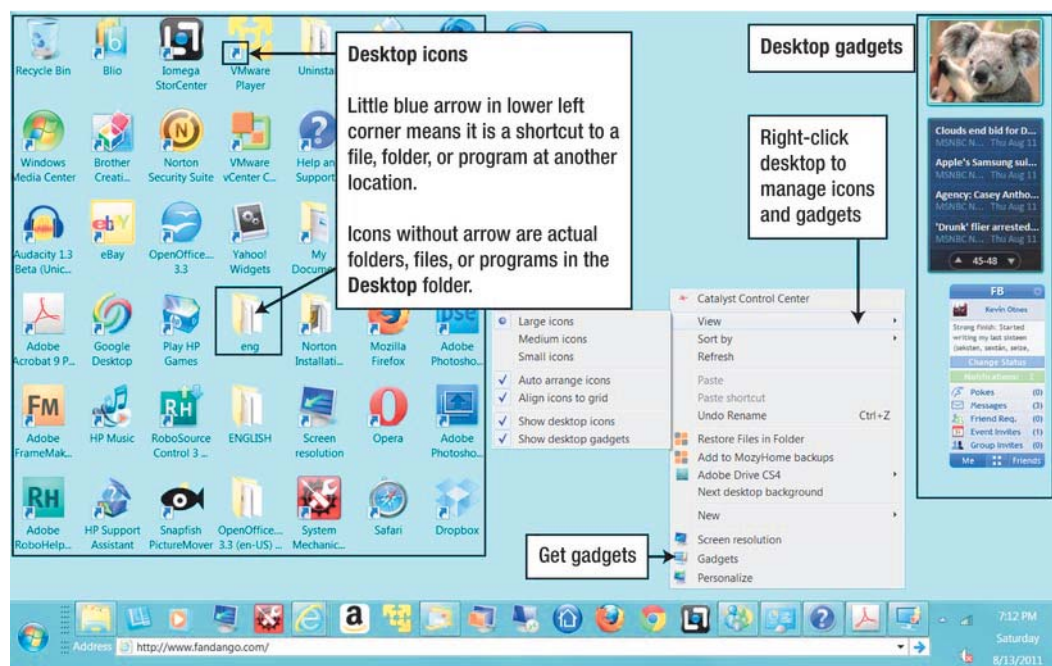 Recycle Bin
Blio
Iomega
StorCenter
VMware
Player
Uninsta
Windows
Media Center
Brother
Creati...
Norton
Security Suite
VMware
vCenter C...
Help an
Support
Audacity 1.3
Beta (Unic...
eBay
OpenOffice...
3.3
Yahoo!
Widgets
My
Docume
Adobe
Acrobat 9 P...
Google
Desktop
Play HP
Games
eng
Norton
Installati...
Mozilla
Firefox
Adobe
Photosho...
FM
Adobe
FrameMak...
HP Music
RH
RoboSource
Control 3 ...
ENGLISH
Screen
resolution
Opera
Adobe
Photosho...
RH
Adobe
RoboHelp...
HP Support
Assistant
Snapfish
PictureMover
OpenOffice...
3.3 (en-US) ...
System
Mechanic...
Safari
Dropbox
Desktop icons
Little blue arrow in lower left
corner means it is a shortcut to a
file, folder, or program at another
location.
Icons without arrow are actual
folders, files, or programs in the
Desktop folder.
Desktop gadgets
Right-click
desktop to
manage icons
and gadgets
Get gadgets
Large icons
Medium icons
Small icons
Auto arrange icons
Align icons to grid
Show desktop icons
Show desktop gadgets
Catalyst Control Center
View
Sort by
Refresh
Paste
Paste shortcut
Undo Rename Ctrl+Z
Restore Files in Folder
Add to MozyHome backups
Adobe Drive CS4
Next desktop background
New
Screen resolution
Gadgets
Personalize
Clouds end bid for D...
MSNBC N... Thu Aug 11
Apple's Samsung sui...
MSNBC N... Thu Aug 11
Agency: Casey Antho...
MSNBC N... Thu Aug 11
'Drunk' flier arrested...
MSNBC N... Thu Aug 11
45-48
FB
Kevin Otnes
Strong Finish: Started
writing my last sixteen
Change Status
Notifications
Pokes (0)
Messages (3)
Friend Req. (0)
Event Invites (1)
Group Invites (0)
Me Friends
Address http://www.fandango.com/
7:12 PM
Saturday
8/13/2011